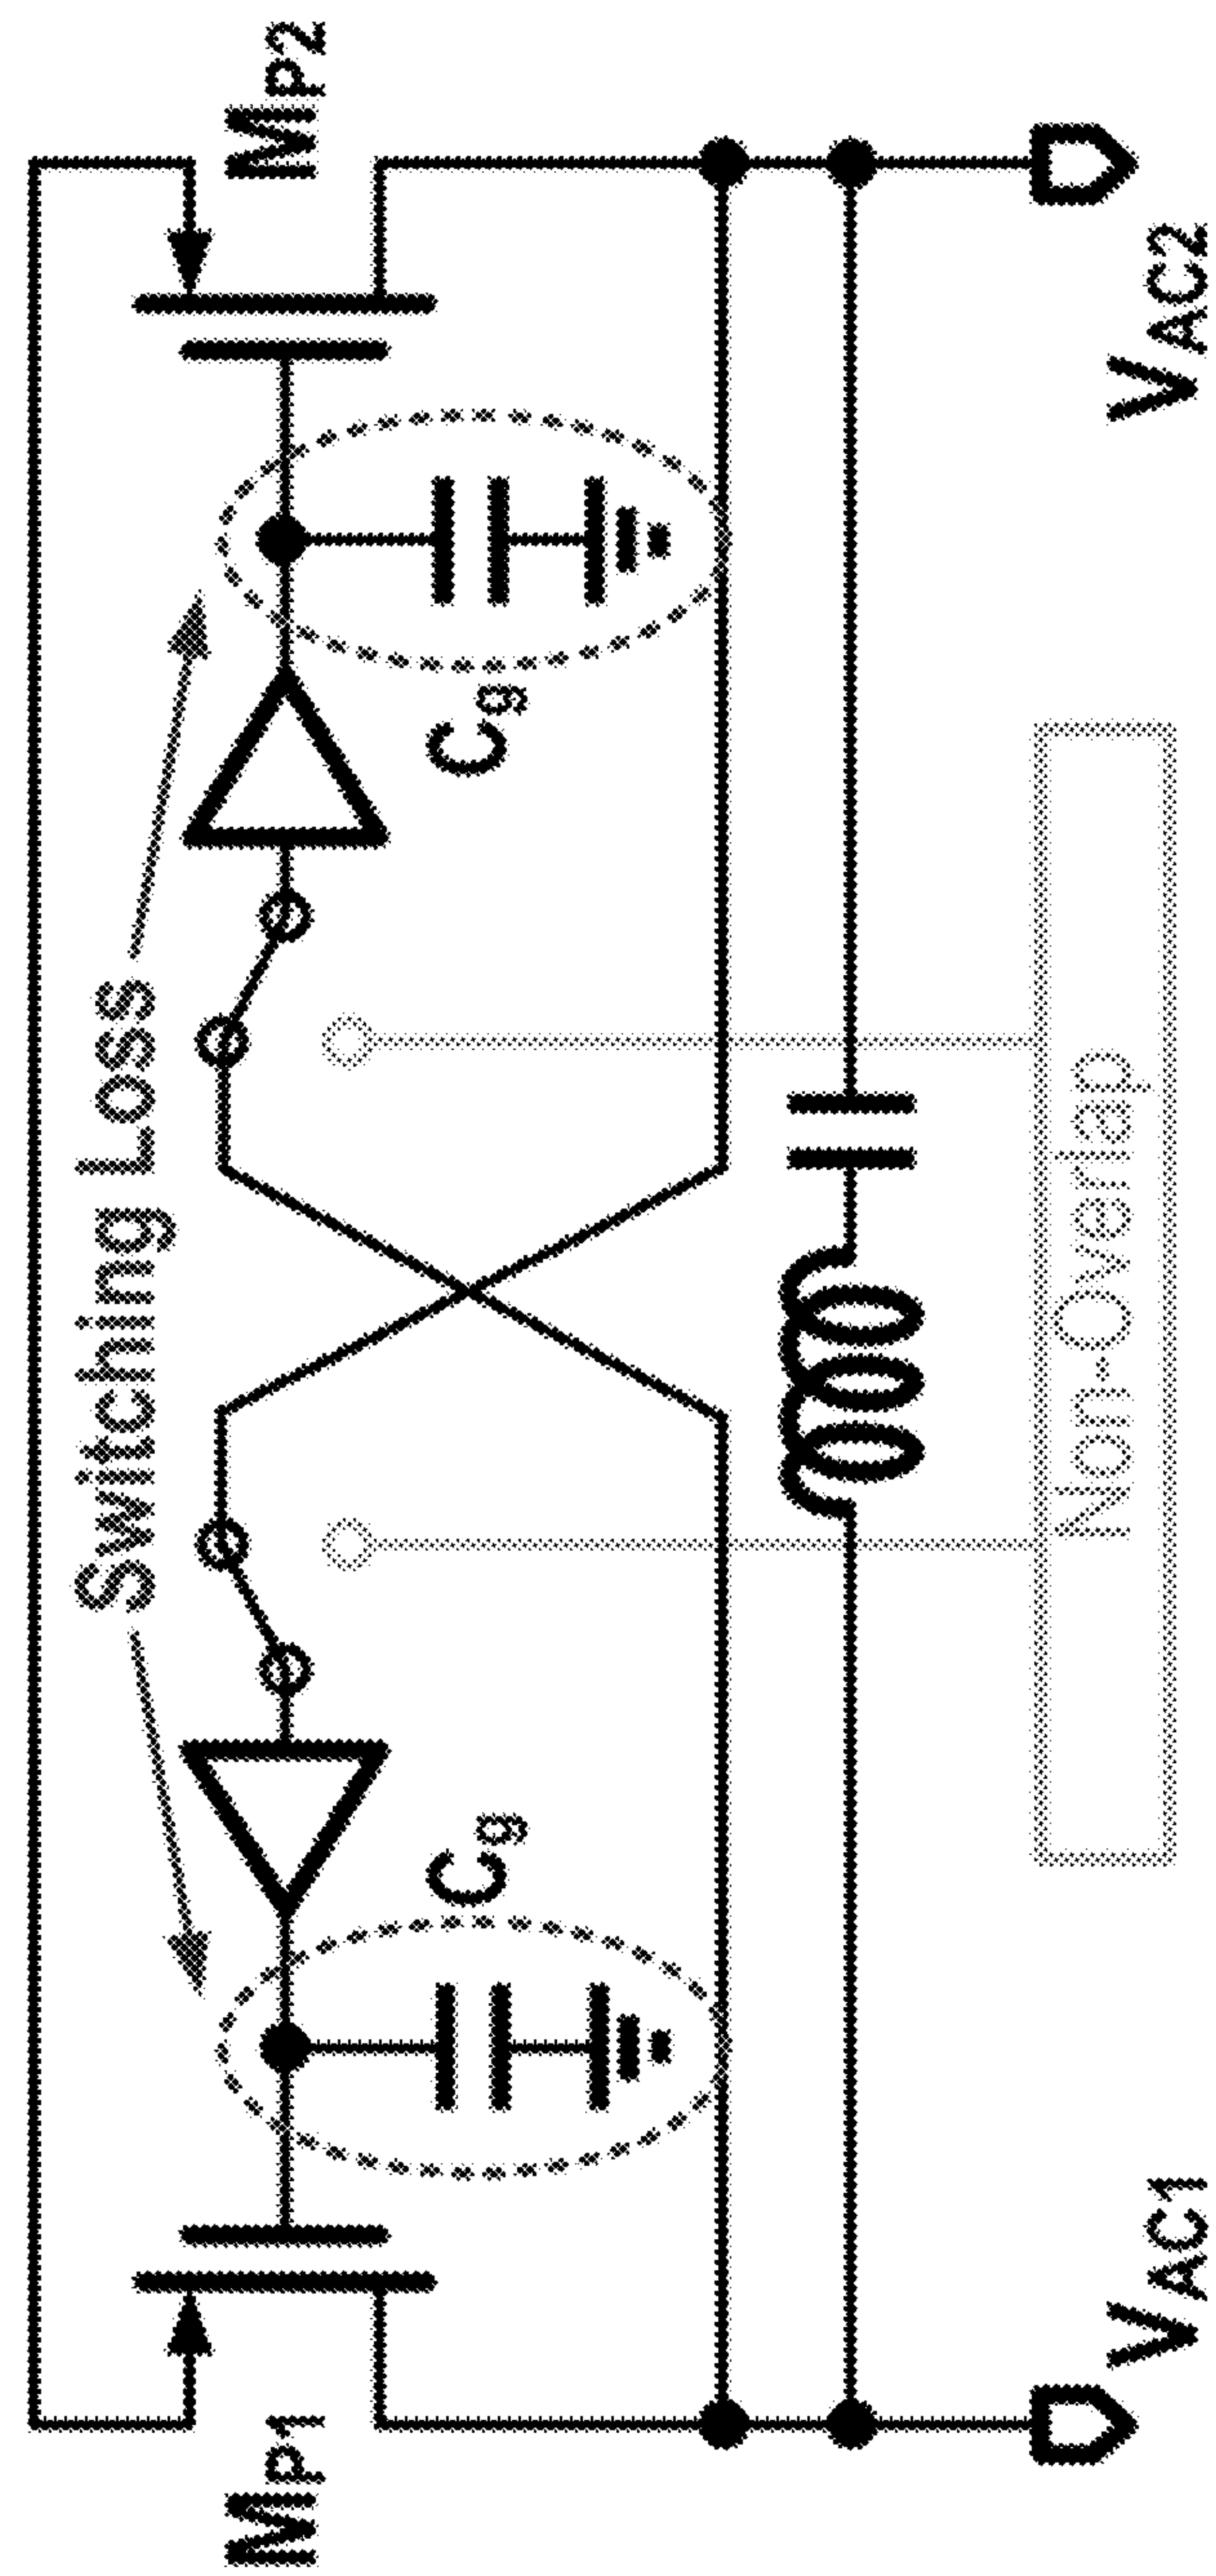 Switching Loss
MP1
MP2
Cg
Cg
Non-Overlap
VAC1
VAC2